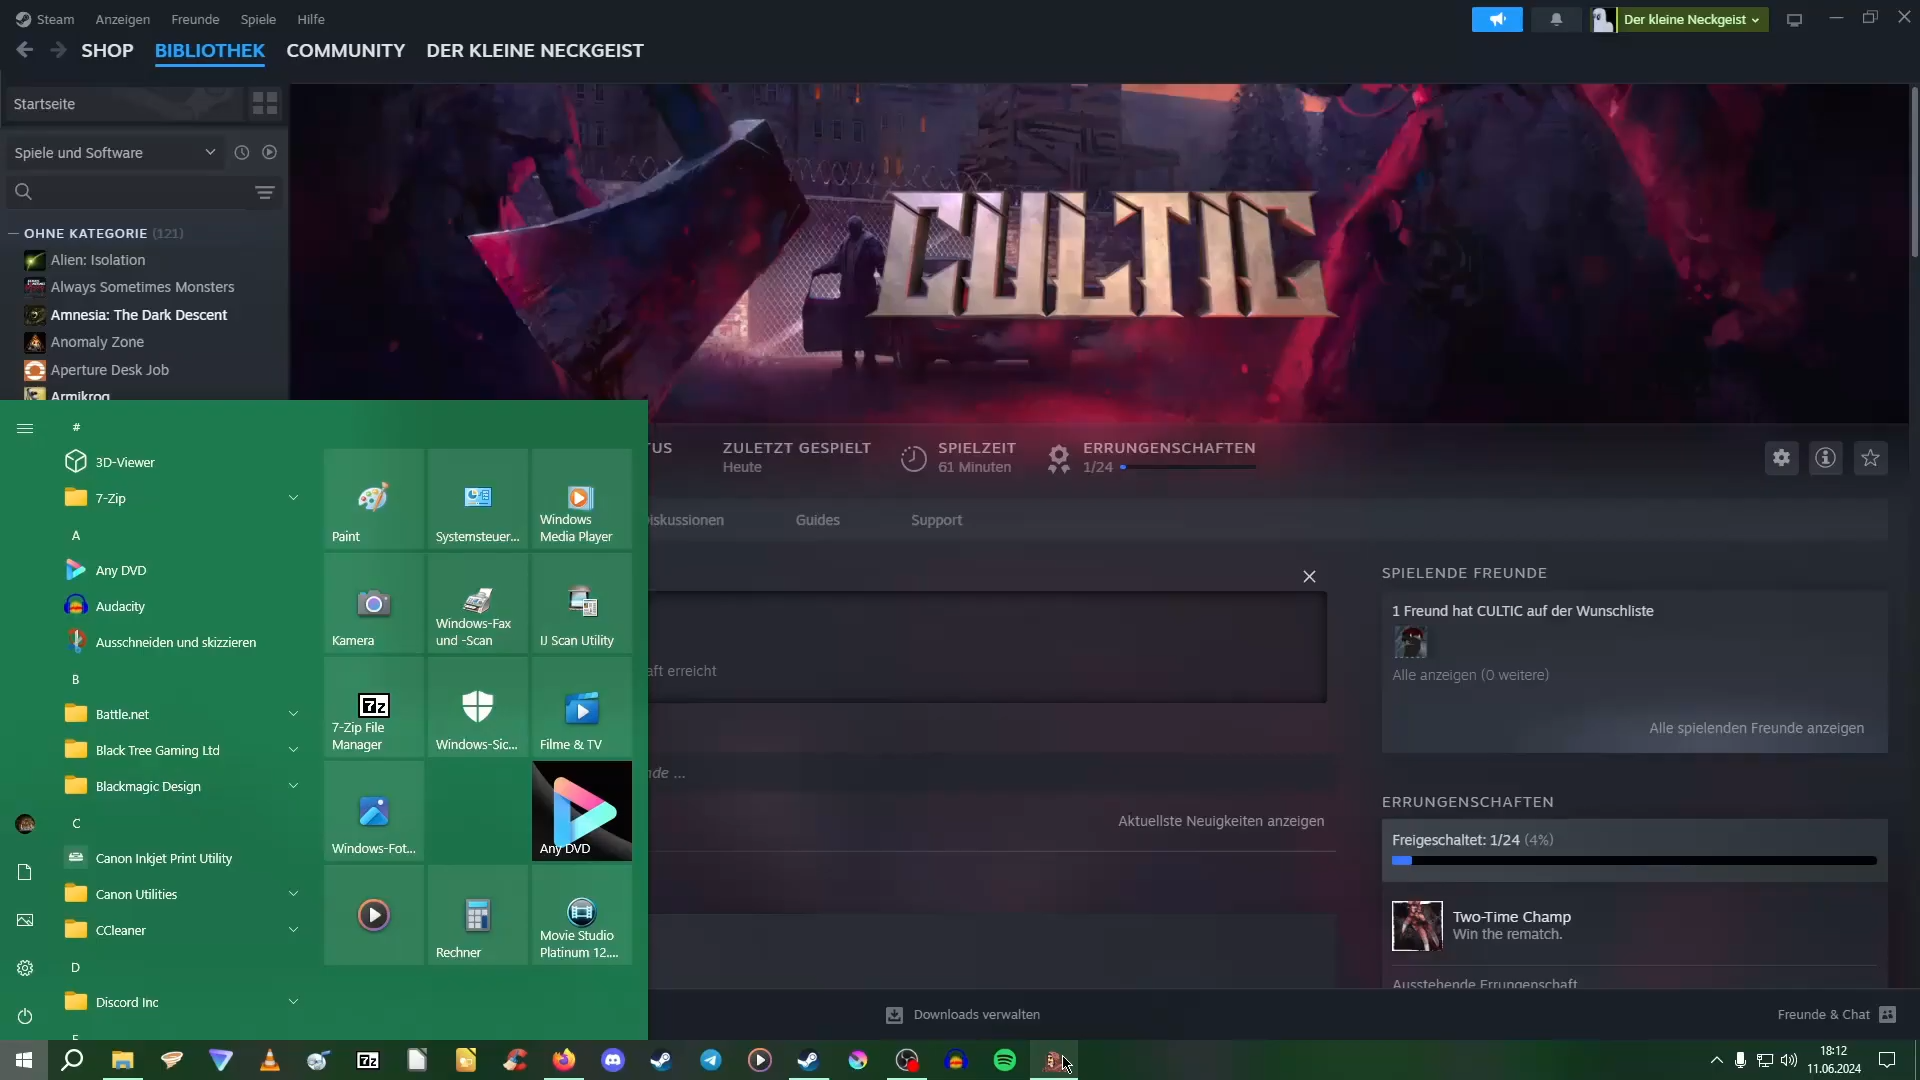 Steam Anzeigen Freunde Spiele Hilfe
Der kleine Neckgeist
SHOP BIBLIOTHEK COMMUNITY DER KLEINE NECKGEIST
Startseite
Spiele und Software
OHNE KATEGORIE (121)
Alien: Isolation
Always Sometimes Monsters
Amnesia: The Dark Descent
Anomaly Zone
Aperture Desk Job
Armikrog
CULTIC
TUS
ZULETZT GESPIELT
Heute
SPIELZEIT
61 Minuten
ERRUNGENSCHAFTEN
1/24
iskussionen Guides Support
aft erreicht
de ...
Aktuellste Neuigkeiten anzeigen
SPIELENDE FREUNDE
1 Freund hat CULTIC auf der Wunschliste
Alle anzeigen (0 weitere)
Alle spielenden Freunde anzeigen
ERRUNGENSCHAFTEN
Freigeschaltet: 1/24 (4%)
Two-Time Champ
Win the rematch.
Ausstehende Errungenschaft
#
3D-Viewer
7-Zip
A
Any DVD
Audacity
Ausschneiden und skizzieren
B
Battle.net
Black Tree Gaming Ltd
Blackmagic Design
C
Canon Inkjet Print Utility
Canon Utilities
CCleaner
D
Discord Inc
Paint
Systemsteuer...
Windows
Media Player
Kamera
Windows-Fax
und -Scan
IJ Scan Utility
7z
7-Zip File
Manager
Windows-Sic...
Filme & TV
Windows-Fot...
Any DVD
Rechner
Movie Studio
Platinum 12....
Downloads verwalten
Freunde & Chat
7z
18:12
11.06.2024